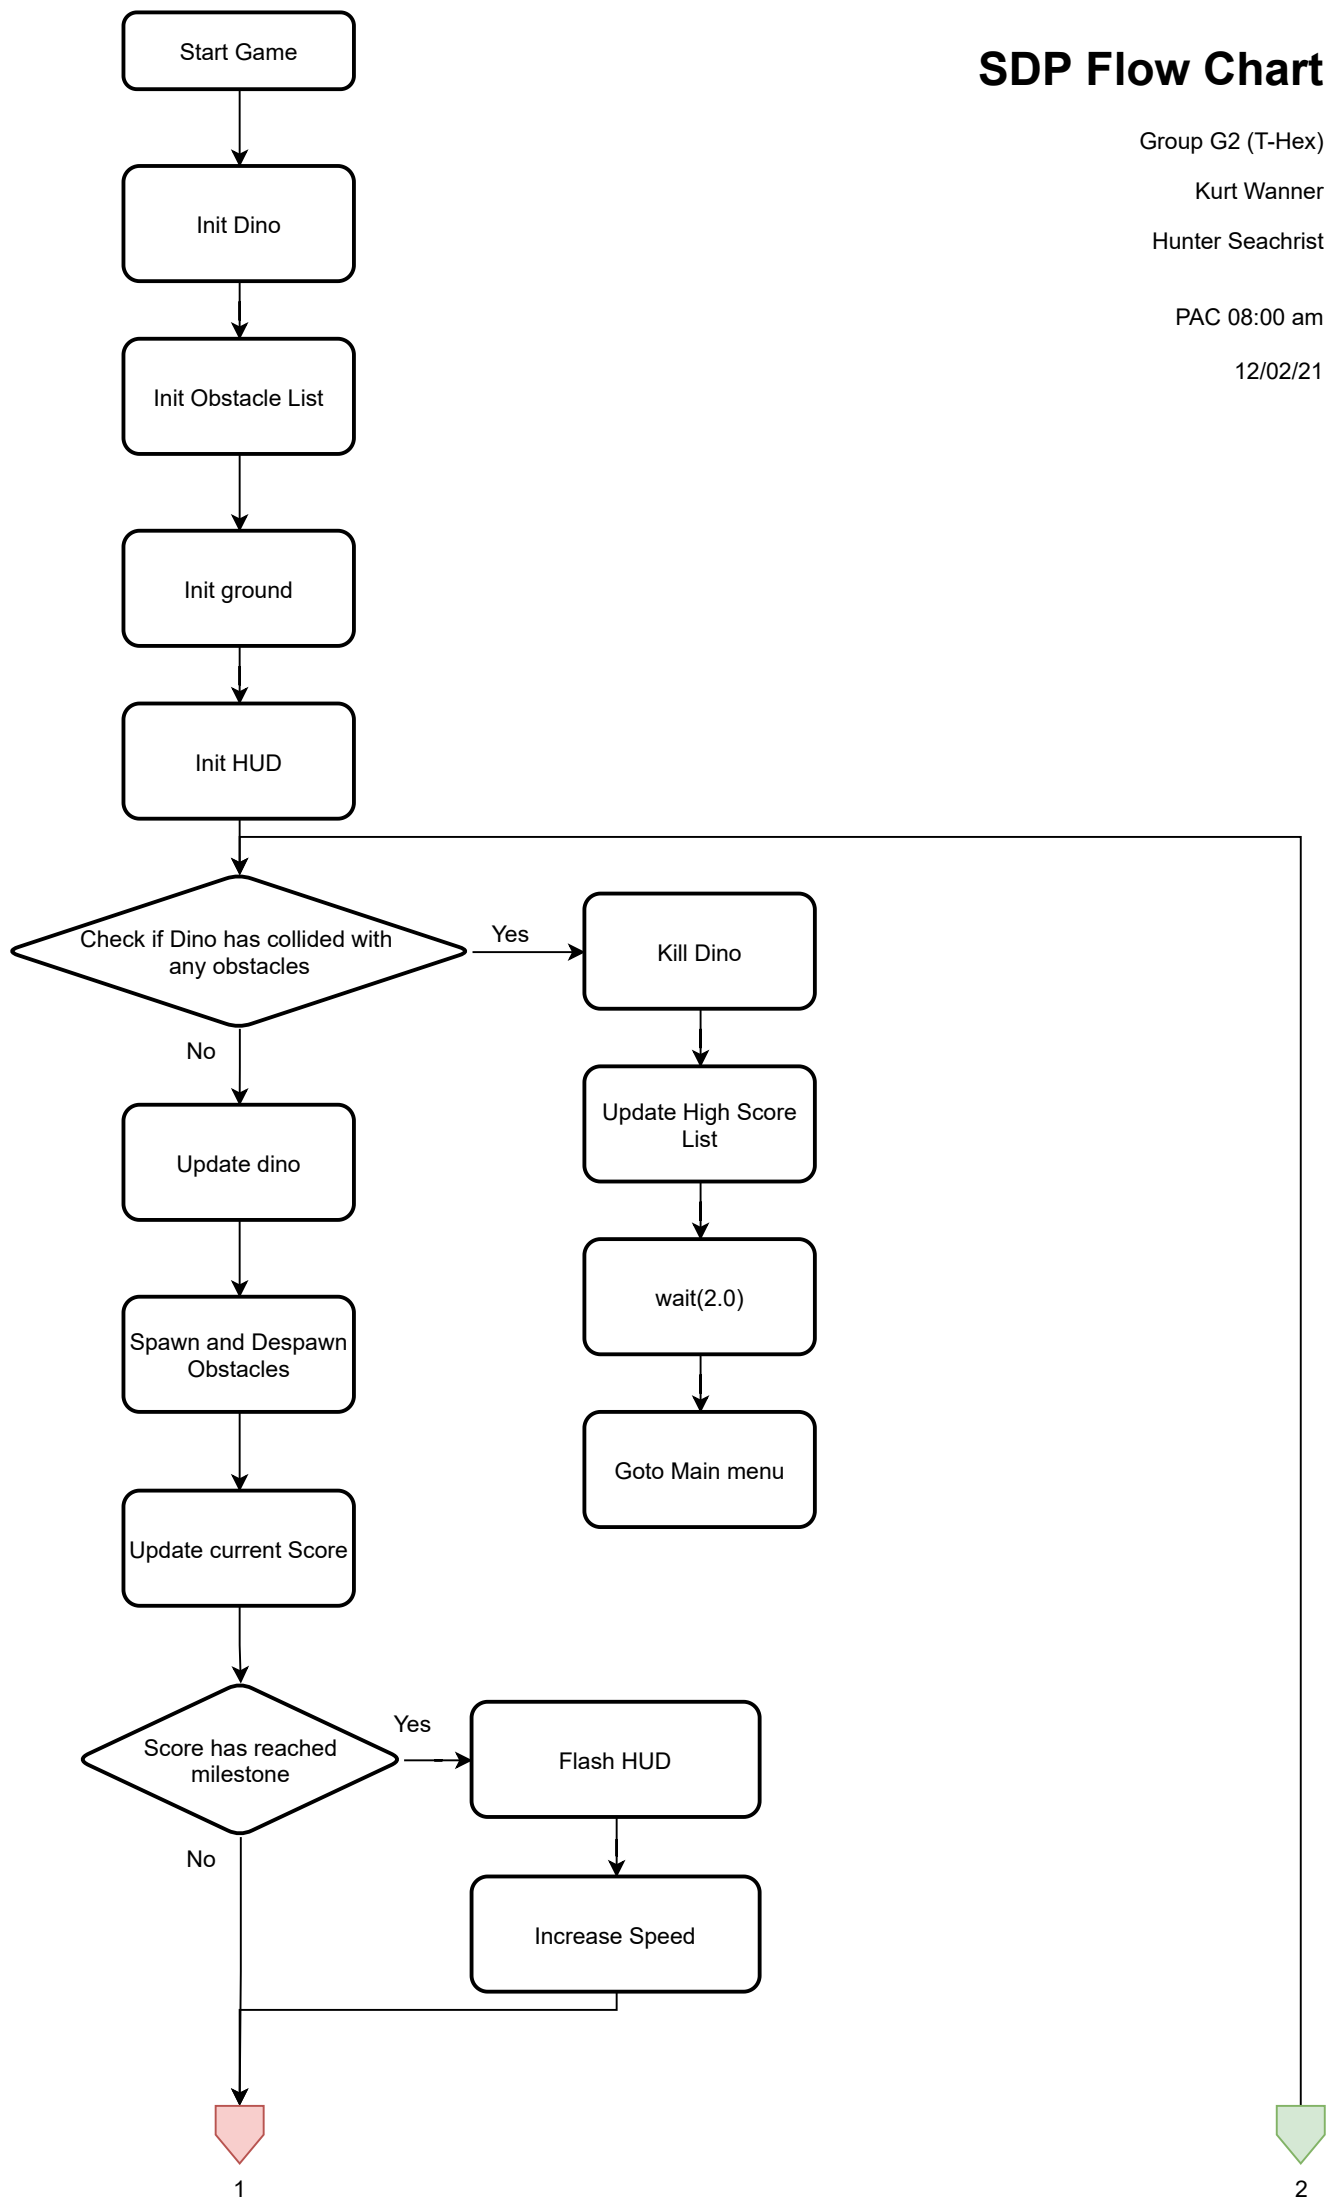 SDP Flow Chart
Group G2 (T-Hex)
Kurt Wanner
Hunter Seachrist
PAC 08:00 am
12/02/21
Start Game
Init Dino
Init Obstacle List
Init ground
Init HUD
Check if Dino has collided with
any obstacles
Yes
Kill Dino
No
Update High Score
List
Update dino
wait(2.0)
Spawn and Despawn
Obstacles
Goto Main menu
Update current Score
Score has reached
milestone
Yes
Flash HUD
No
Increase Speed
1
2